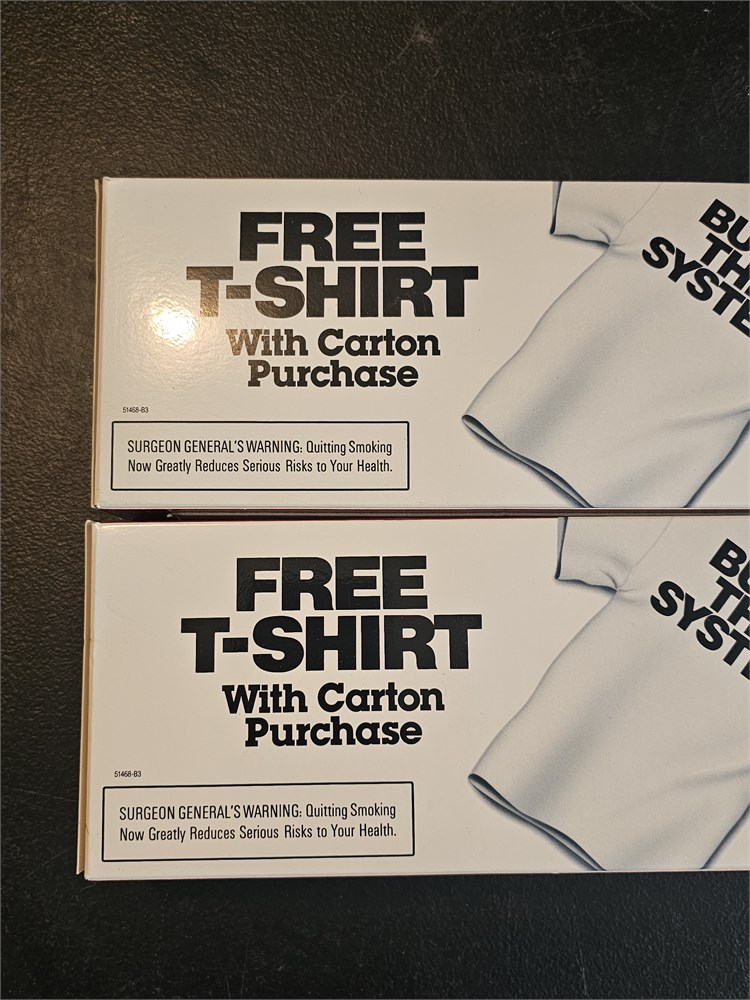 FREE
T-SHIRT
With Carton
Purchase
51468-B3
SURGEON GENERAL'S WARNING: Quitting Smoking
Now Greatly Reduces Serious Risks to Your Health.
FREE
T-SHIRT
With Carton
Purchase
51468-B3
SURGEON GENERAL'S WARNING: Quitting Smoking
Now Greatly Reduces Serious Risks to Your Health.